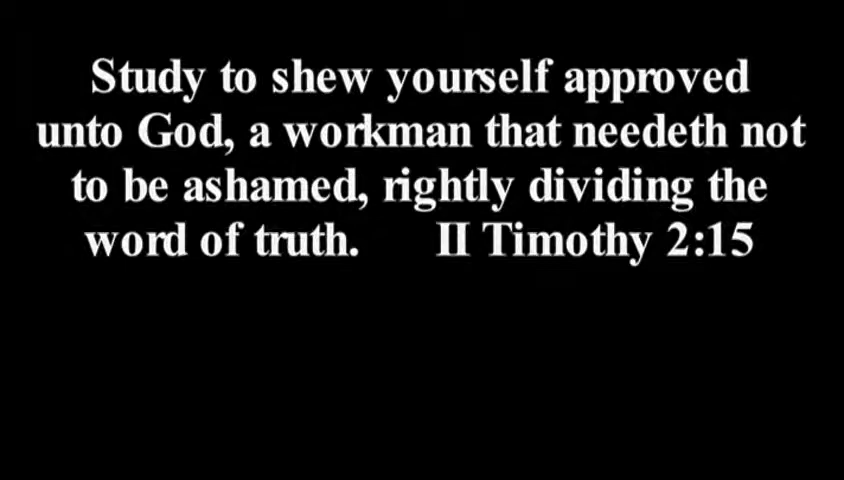 Study to shew yourself approved
unto God, a workman that needeth not
to be ashamed, rightly dividing the
word of truth. II Timothy 2:15